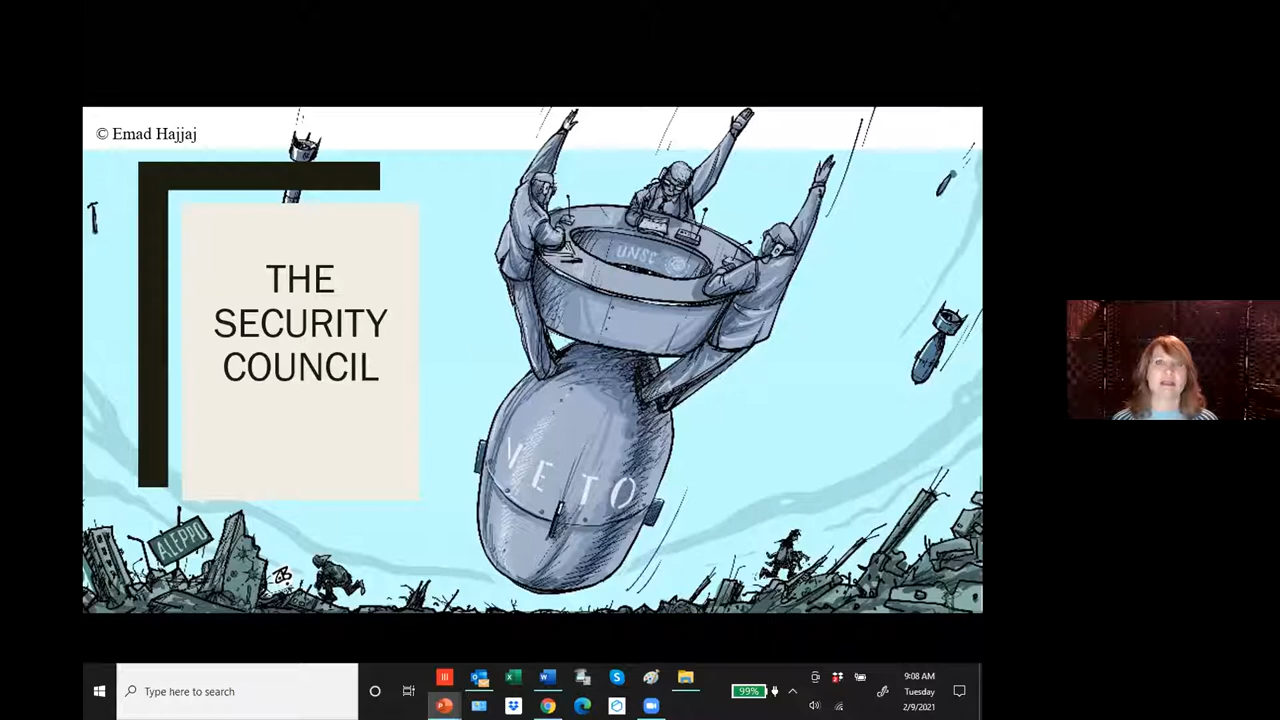 © Emad Hajjaj
THE
SECURITY
COUNCIL
UNSC
VETO
ALEPPO
Type here to search
99%
9:08 AM
Tuesday
2/9/2021